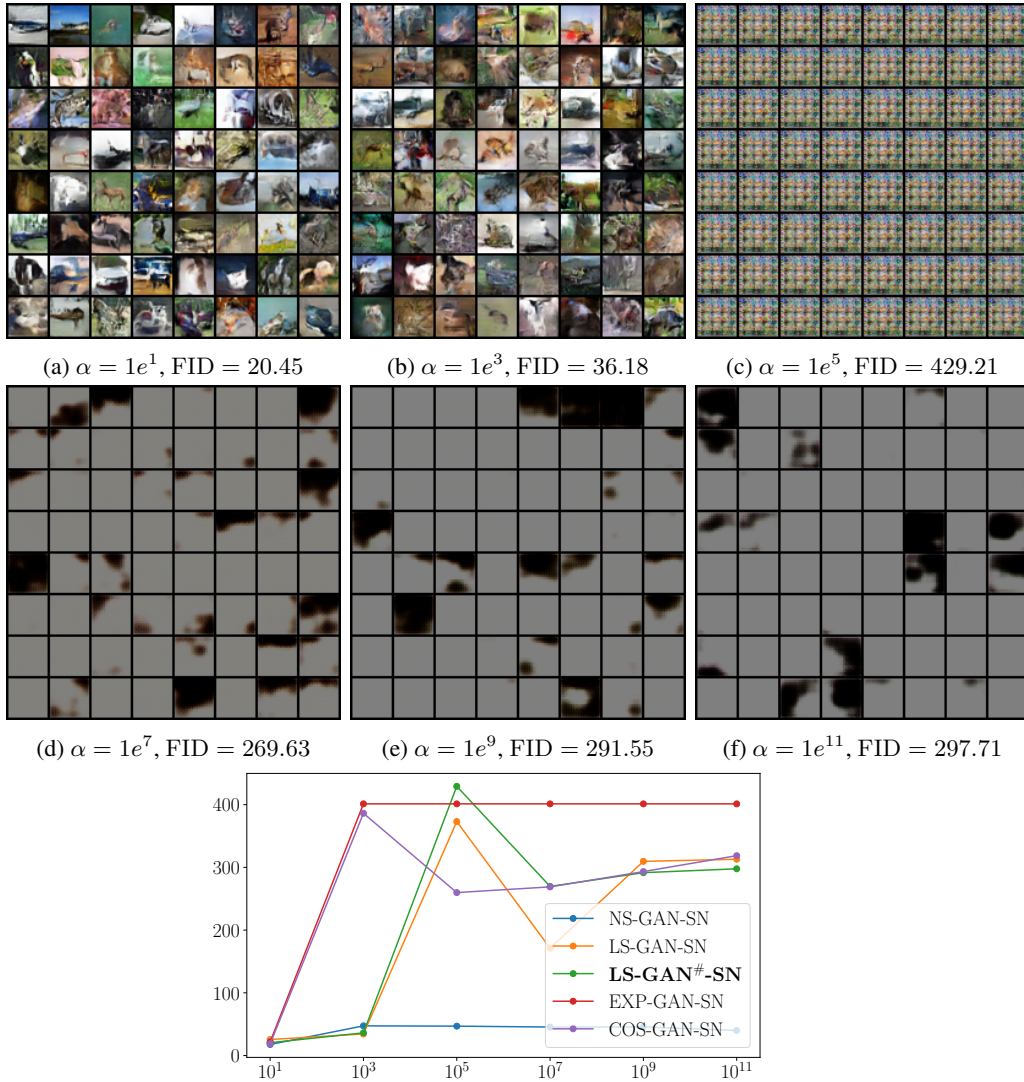 (a) α = 1e^1, FID = 20.45 (b) α = 1e^3, FID = 36.18 (c) α = 1e^5, FID = 429.21
(d) α = 1e^7, FID = 269.63 (e) α = 1e^9, FID = 291.55 (f) α = 1e^11, FID = 297.71
400
300
200
100
0
NS-GAN-SN
LS-GAN-SN
LS-GAN^#-SN
EXP-GAN-SN
COS-GAN-SN
10^1 10^3 10^5 10^7 10^9 10^11